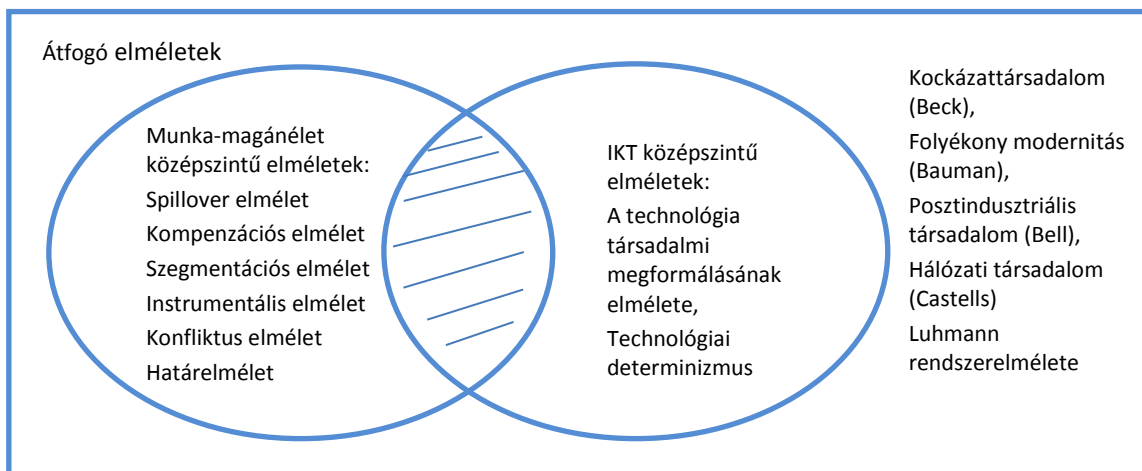 Átfogó elméletek
Munka-magánélet
középszintű elméletek:
Spillover elmélet
Kompenzációs elmélet
Szegmentációs elmélet
Instrumentális elmélet
Konfliktus elmélet
Határelmélet
IKT középszintű
elméletek:
A technológia
társadalmi
megformálásának
elmélete,
Technológiai
determinizmus
Kockázattársadalom
(Beck),
Folyékony modernitás
(Bauman),
Posztindusztriális
társadalom (Bell),
Hálózati társadalom
(Castells)
Luhmann
rendszerelmélete